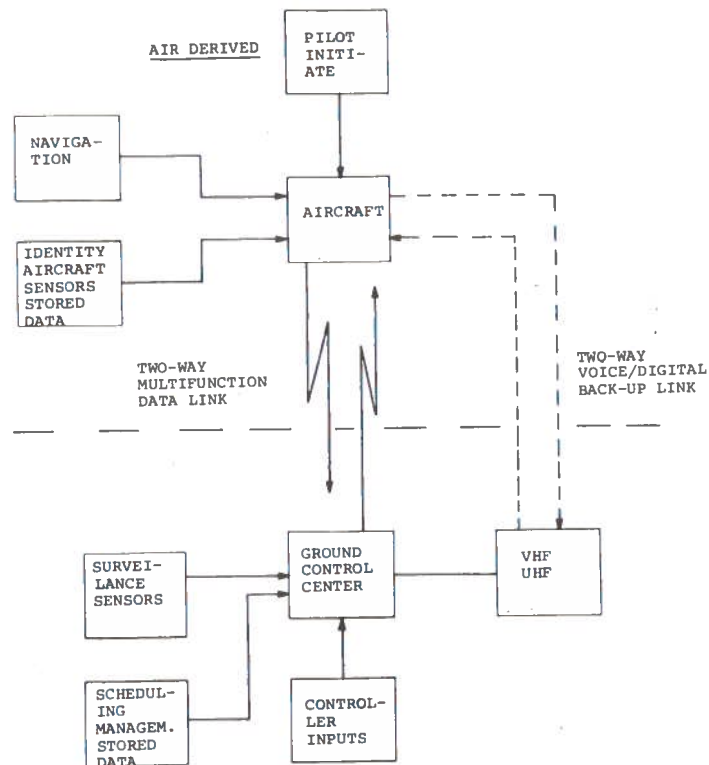 AIR DERIVED
PILOT
INITI-
ATE
NAVIGA-
TION
AIRCRAFT
IDENTITY
AIRCRAFT
SENSORS
STORED
DATA
TWO-WAY
MULTIFUNCTION
DATA LINK
TWO-WAY
VOICE/DIGITAL
BACK-UP LINK
SURVEI-
LANCE
SENSORS
GROUND
CONTROL
CENTER
VHF
UHF
SCHEDUL-
ING
MANAGEM.
STORED
DATA
CONTROL-
LER
INPUTS